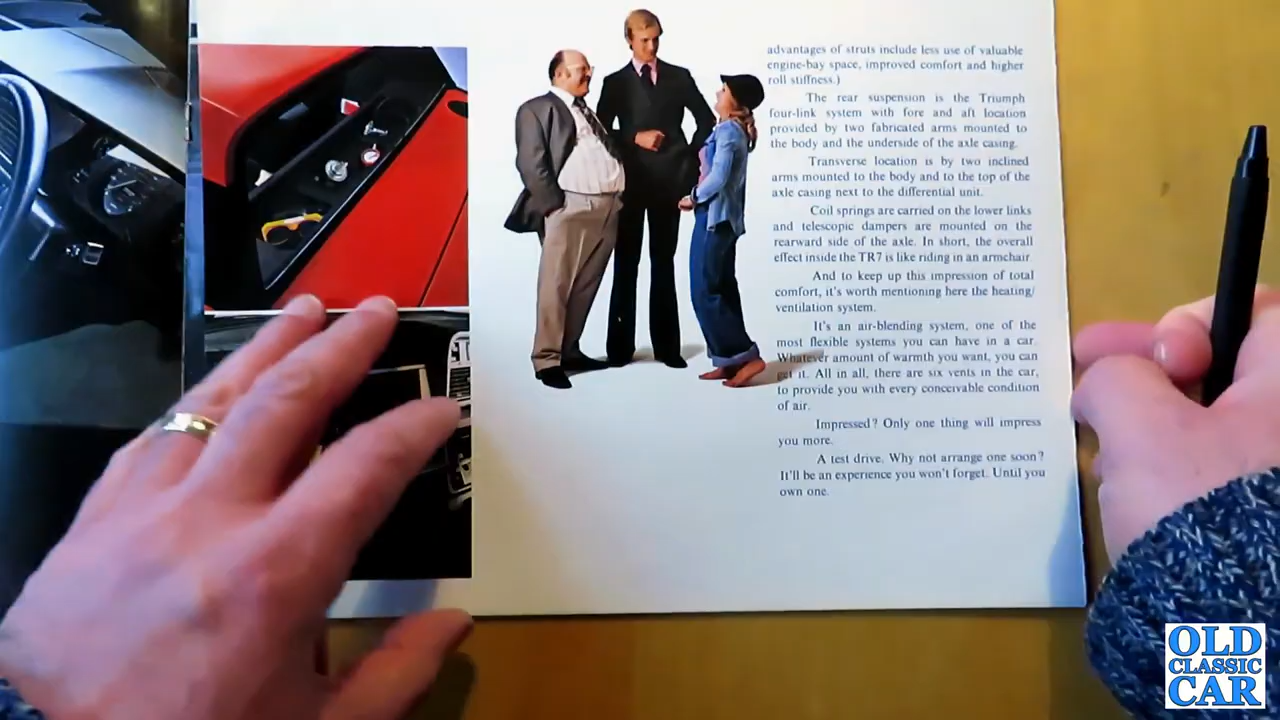 advantages of struts include less use of valuable
engine-bay space, improved comfort and higher
roll stiffness.)
The rear suspension is the Triumph
four-link system with fore and aft location
provided by two fabricated arms mounted to
the body and the underside of the axle casing.
Transverse location is by two inclined
arms mounted to the body and to the top of the
axle casing next to the differential unit.
Coil springs are carried on the lower links
and telescopic dampers are mounted on the
rearward side of the axle. In short, the overall
effect inside the TR7 is like riding in an armchair.
And to keep up this impression of total
comfort, it's worth mentioning here the heating/
ventilation system.
It's an air-blending system, one of the
most flexible systems you can have in a car.
Whatever amount of warmth you want, you can
get it. All in all, there are six vents in the car,
to provide you with every conceivable condition
of air.
Impressed? Only one thing will impress
you more.
A test drive. Why not arrange one soon?
It'll be an experience you won't forget. Until you
own one.
OLD
CLASSIC
CAR